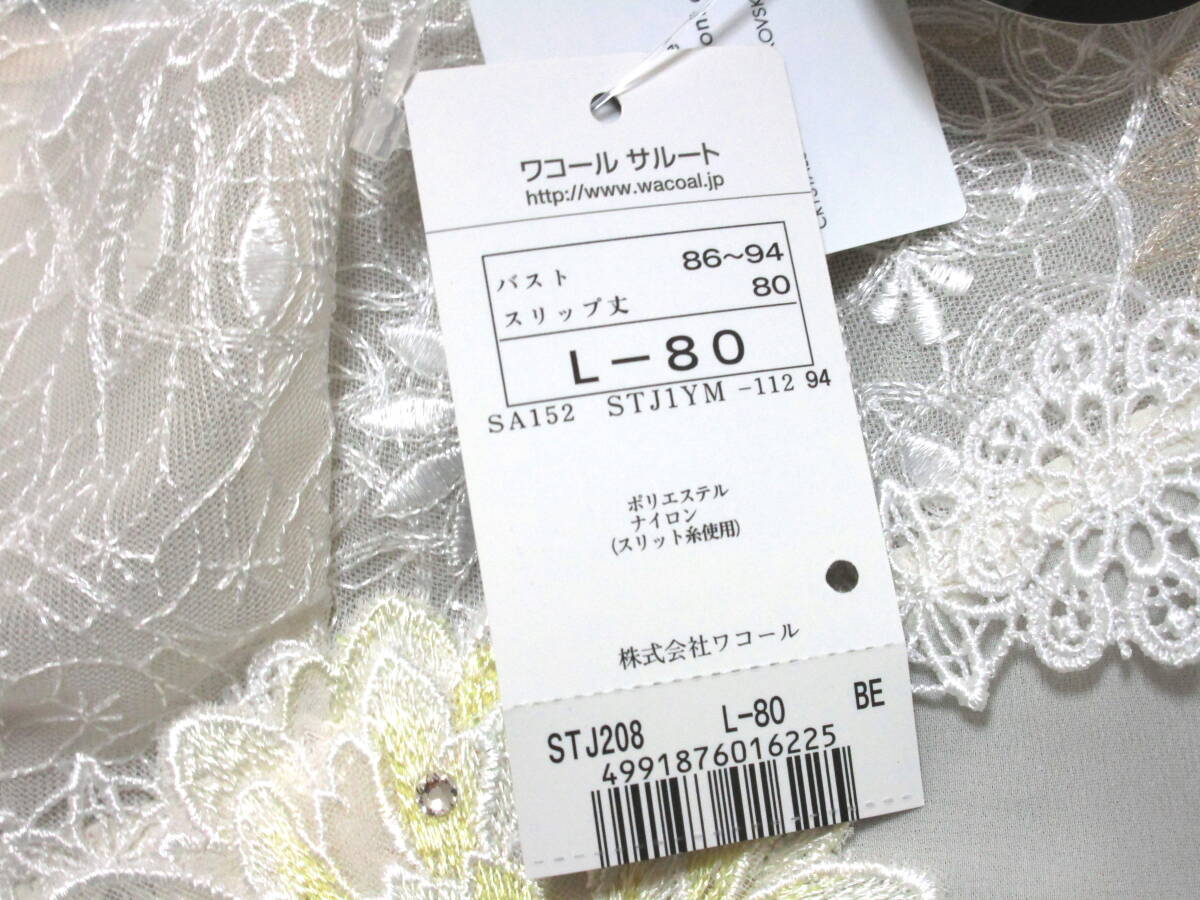 ワコール サルート
http://www.wacoal.jp
バスト 86～94
スリップ丈 80
L－80
SA152 STJ1YM -112 94
ポリエステル
ナイロン
(スリット糸使用)
株式会社ワコール
STJ208 L-80 BE
4991876016225